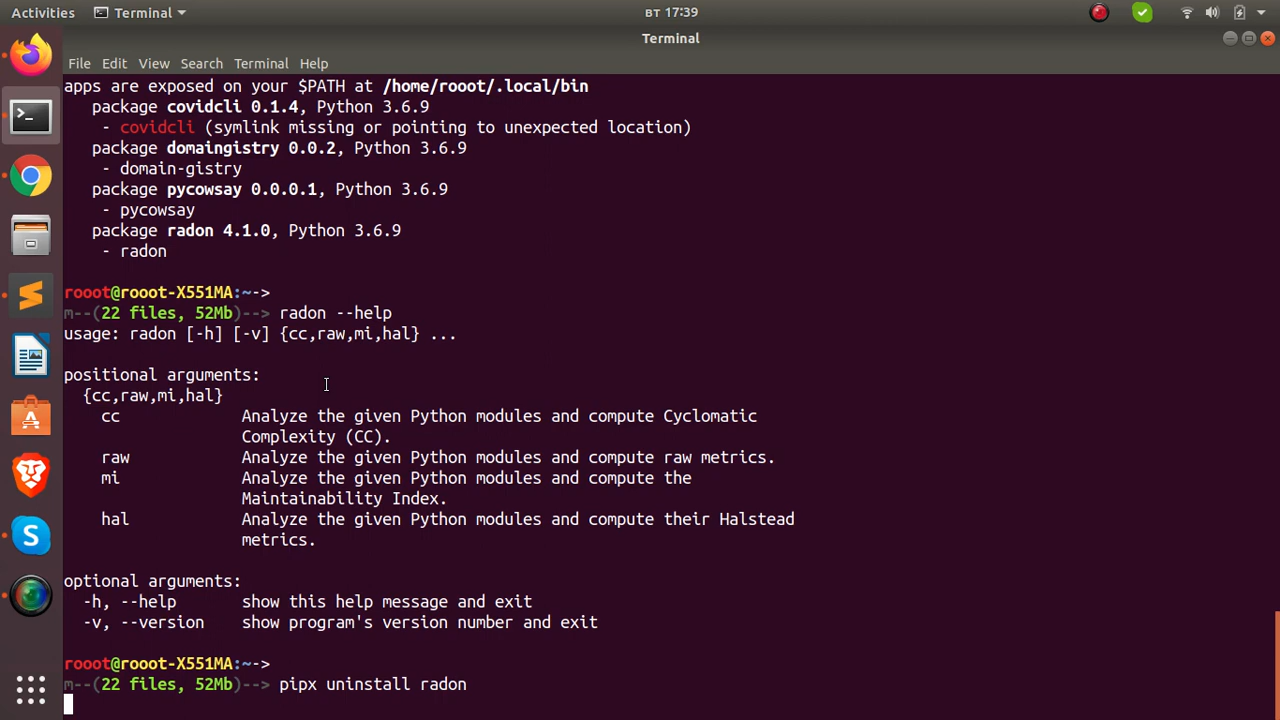 Activities Terminal вт 17:39
Terminal
File Edit View Search Terminal Help
apps are exposed on your $PATH at /home/rooot/.local/bin
package covidcli 0.1.4, Python 3.6.9
- covidcli (symlink missing or pointing to unexpected location)
package domaingistry 0.0.2, Python 3.6.9
- domain-gistry
package pycowsay 0.0.0.1, Python 3.6.9
- pycowsay
package radon 4.1.0, Python 3.6.9
- radon
rooot@rooot-X551MA:~->
m--(22 files, 52Mb)--> radon --help
usage: radon [-h] [-v] {cc,raw,mi,hal} ...
positional arguments:
{cc,raw,mi,hal}
cc Analyze the given Python modules and compute Cyclomatic
Complexity (CC).
raw Analyze the given Python modules and compute raw metrics.
mi Analyze the given Python modules and compute the
Maintainability Index.
hal Analyze the given Python modules and compute their Halstead
metrics.
optional arguments:
-h, --help show this help message and exit
-v, --version show program's version number and exit
rooot@rooot-X551MA:~->
m--(22 files, 52Mb)--> pipx uninstall radon